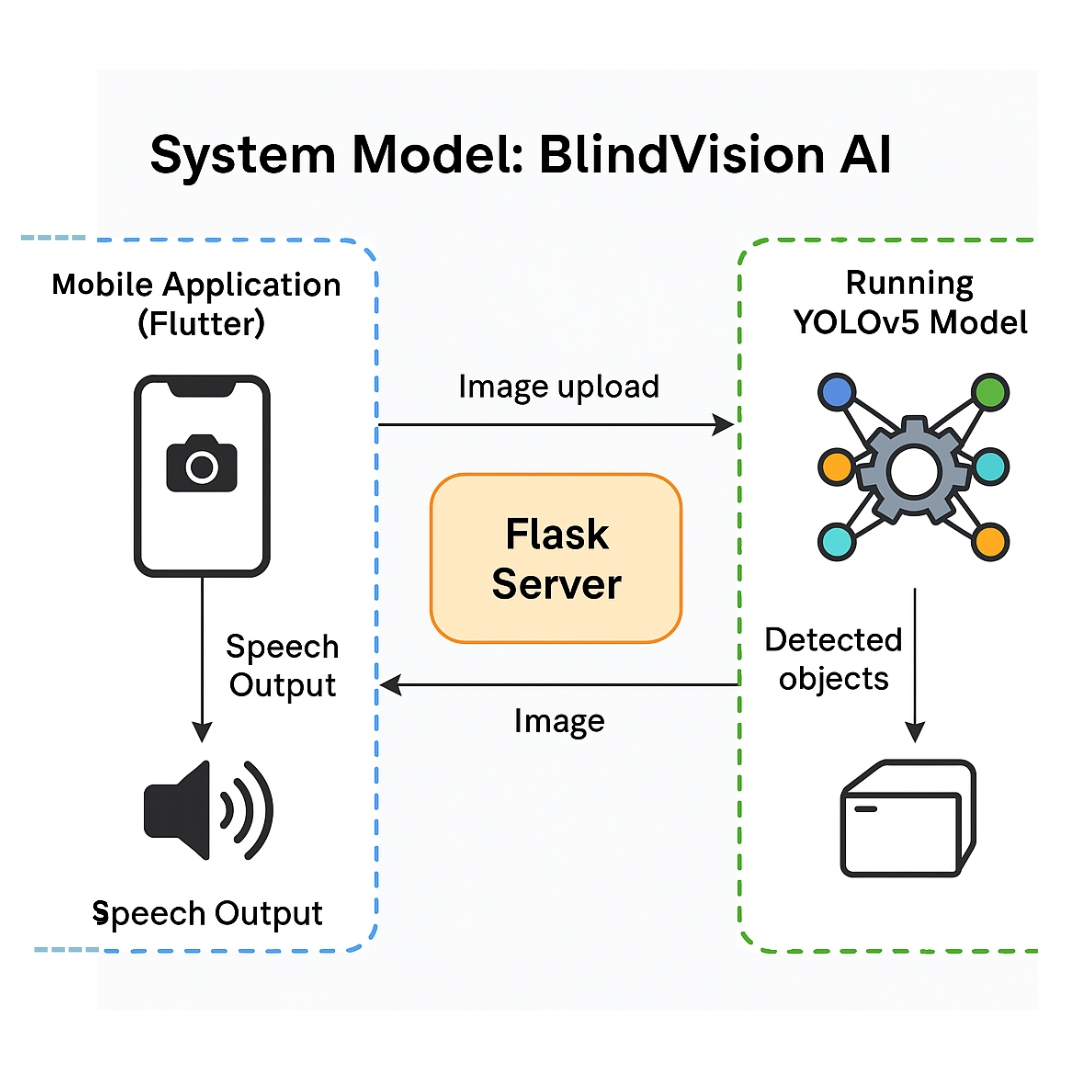 System Model: BlindVision AI
Mobile Application
(Flutter)
Speech
Output
Speech Output
Image upload
Flask
Server
Image
Running
YOLOv5 Model
Detected
objects